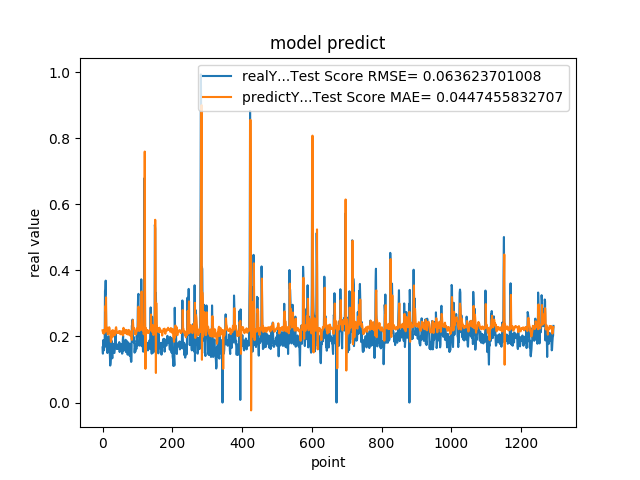 model predict
realY...Test Score RMSE= 0.063623701008
predictY...Test Score MAE= 0.0447455832707
1.0
0.8
0.6
0.4
0.2
0.0
real value
0 200 400 600 800 1000 1200
point